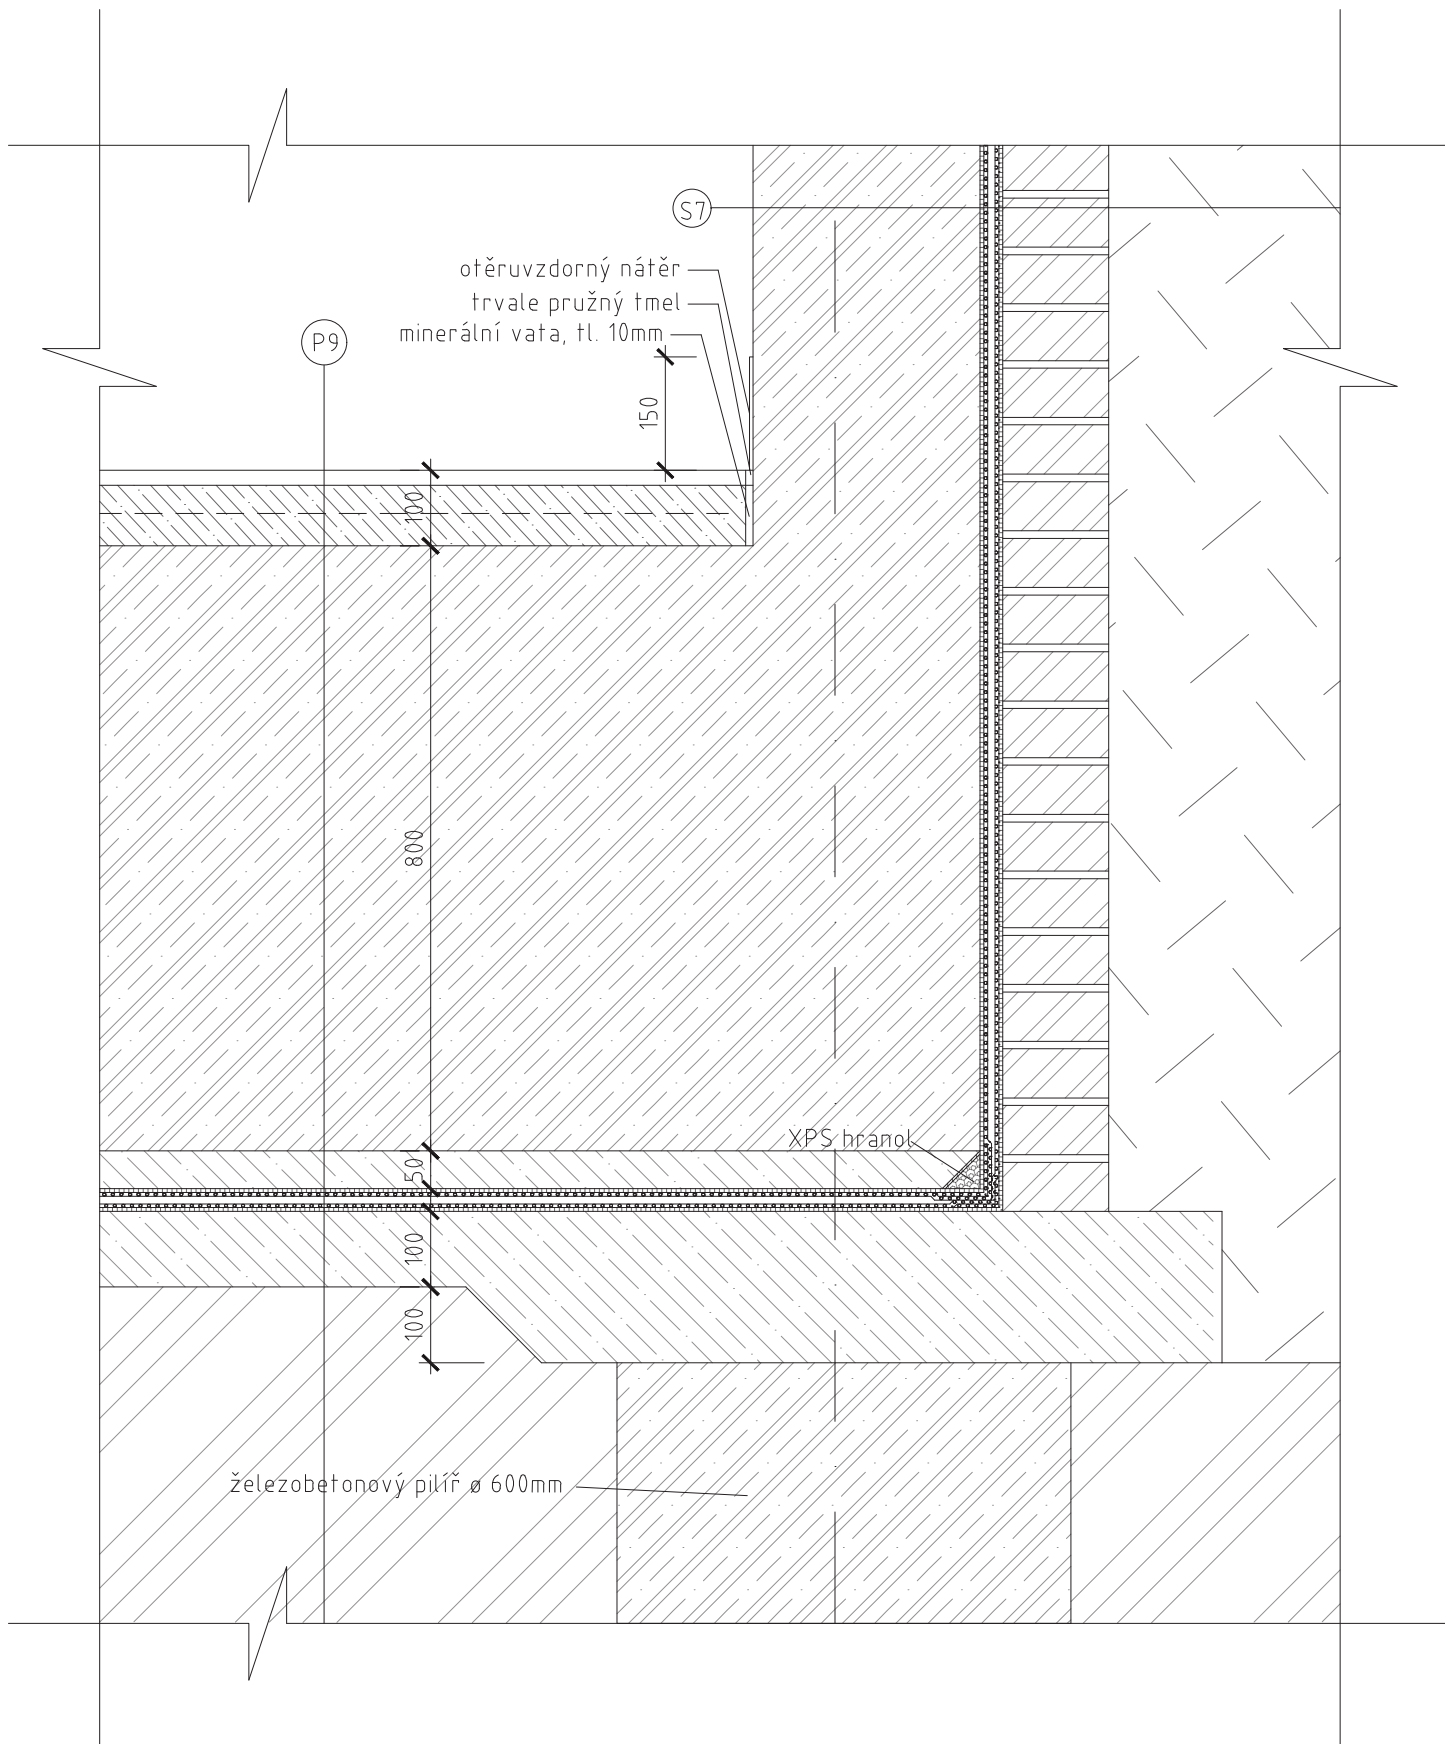 S7
otěruvzdorný nátěr
trvale pružný tmel
minerální vata, tl. 10mm
P9
150
100
800
XPS hranol
50
100
100
železobetonový pilíř ø 600mm